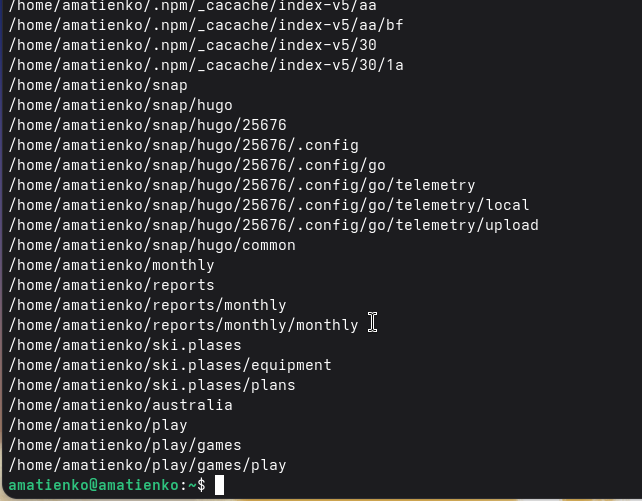 /home/amatienko/.npm/_cacache/index-v5/aa
/home/amatienko/.npm/_cacache/index-v5/aa/bf
/home/amatienko/.npm/_cacache/index-v5/30
/home/amatienko/.npm/_cacache/index-v5/30/1a
/home/amatienko/snap
/home/amatienko/snap/hugo
/home/amatienko/snap/hugo/25676
/home/amatienko/snap/hugo/25676/.config
/home/amatienko/snap/hugo/25676/.config/go
/home/amatienko/snap/hugo/25676/.config/go/telemetry
/home/amatienko/snap/hugo/25676/.config/go/telemetry/local
/home/amatienko/snap/hugo/25676/.config/go/telemetry/upload
/home/amatienko/snap/hugo/common
/home/amatienko/monthly
/home/amatienko/reports
/home/amatienko/reports/monthly
/home/amatienko/reports/monthly/monthly
/home/amatienko/ski.plases
/home/amatienko/ski.plases/equipment
/home/amatienko/ski.plases/plans
/home/amatienko/australia
/home/amatienko/play
/home/amatienko/play/games
/home/amatienko/play/games/play
amatienko@amatienko:~$